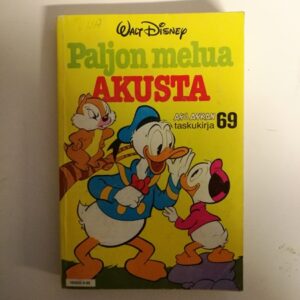 WALT DISNEY
Paljon melua
AKUSTA
AKU ANKAN
taskukirja 69